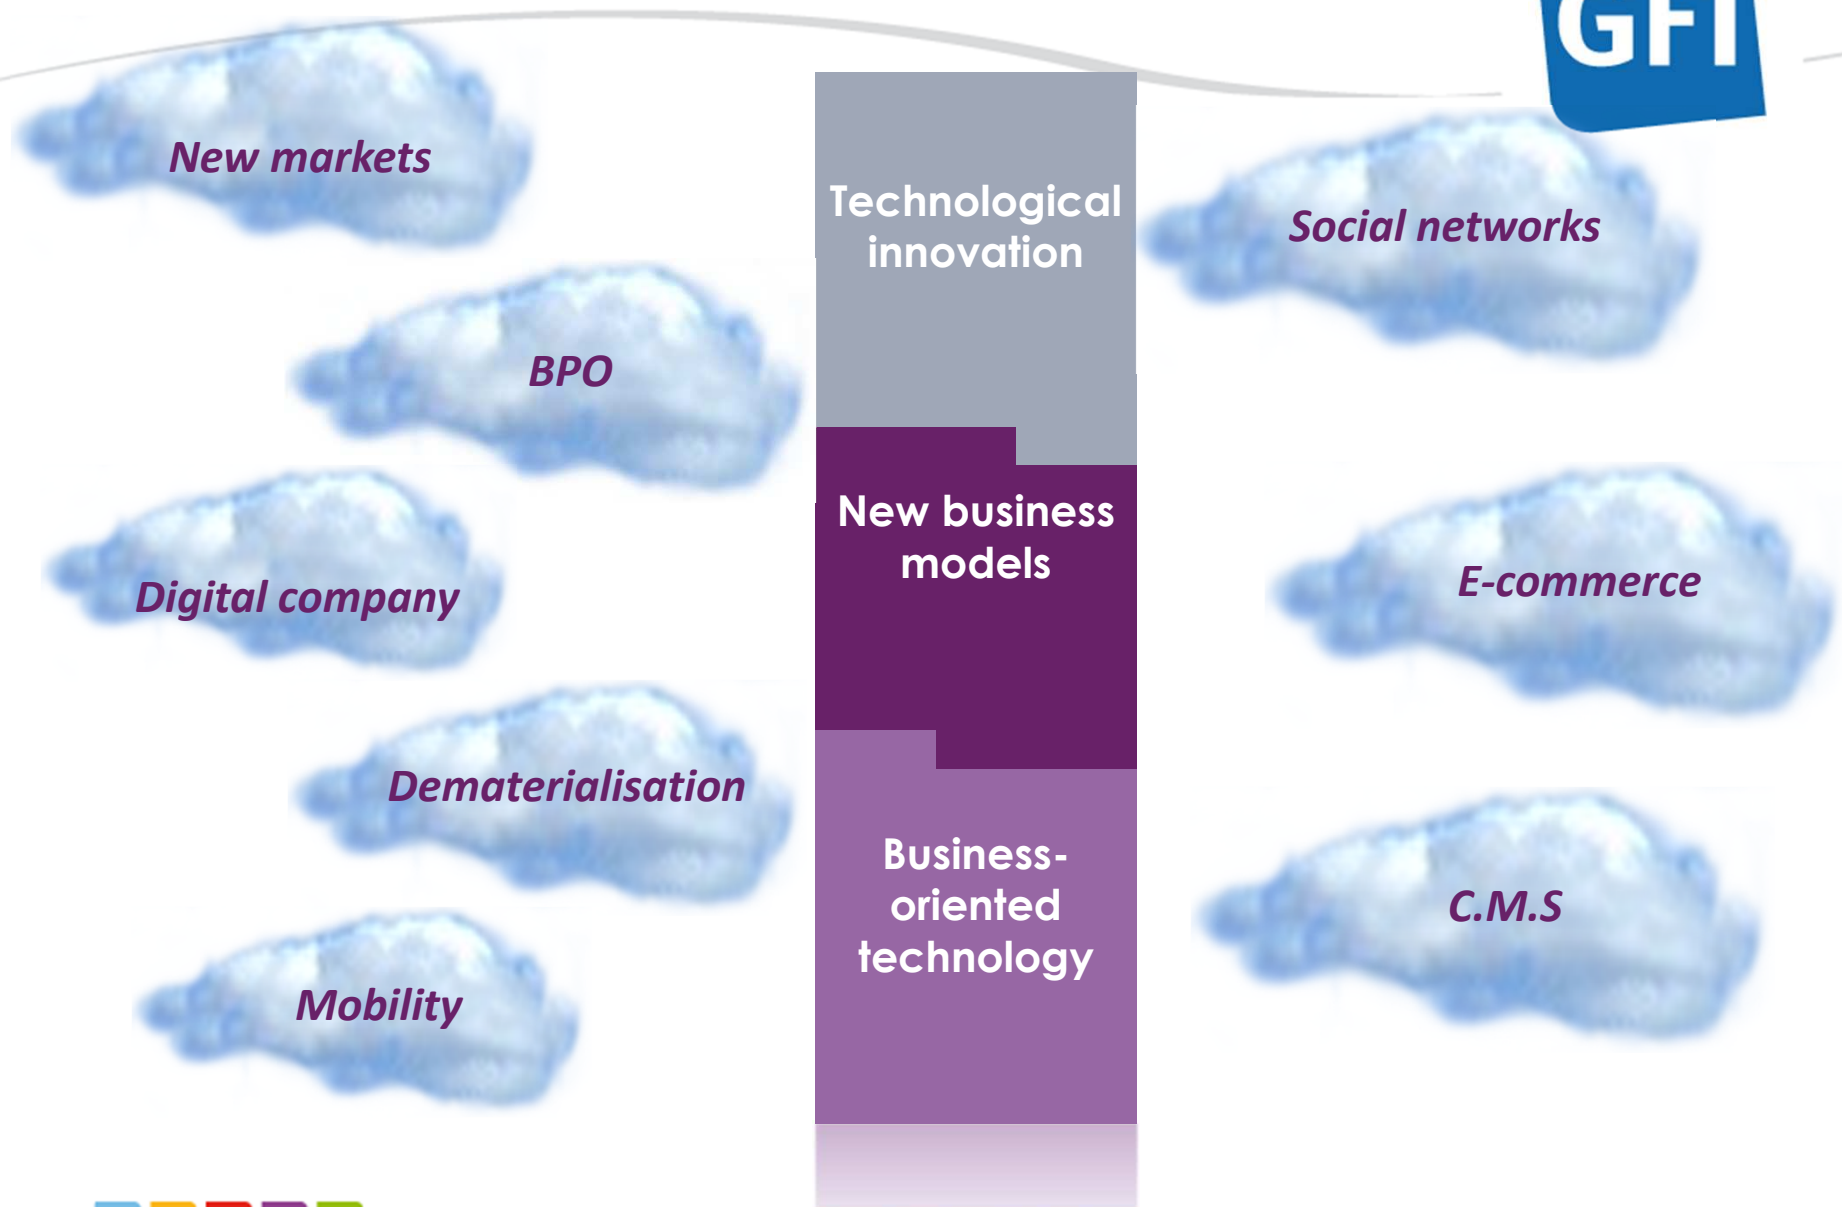 GFI
New markets
Technological
innovation
Social networks
BPO
New business
models
Digital company
E-commerce
Dematerialisation
Business-
oriented
technology
C.M.S
Mobility